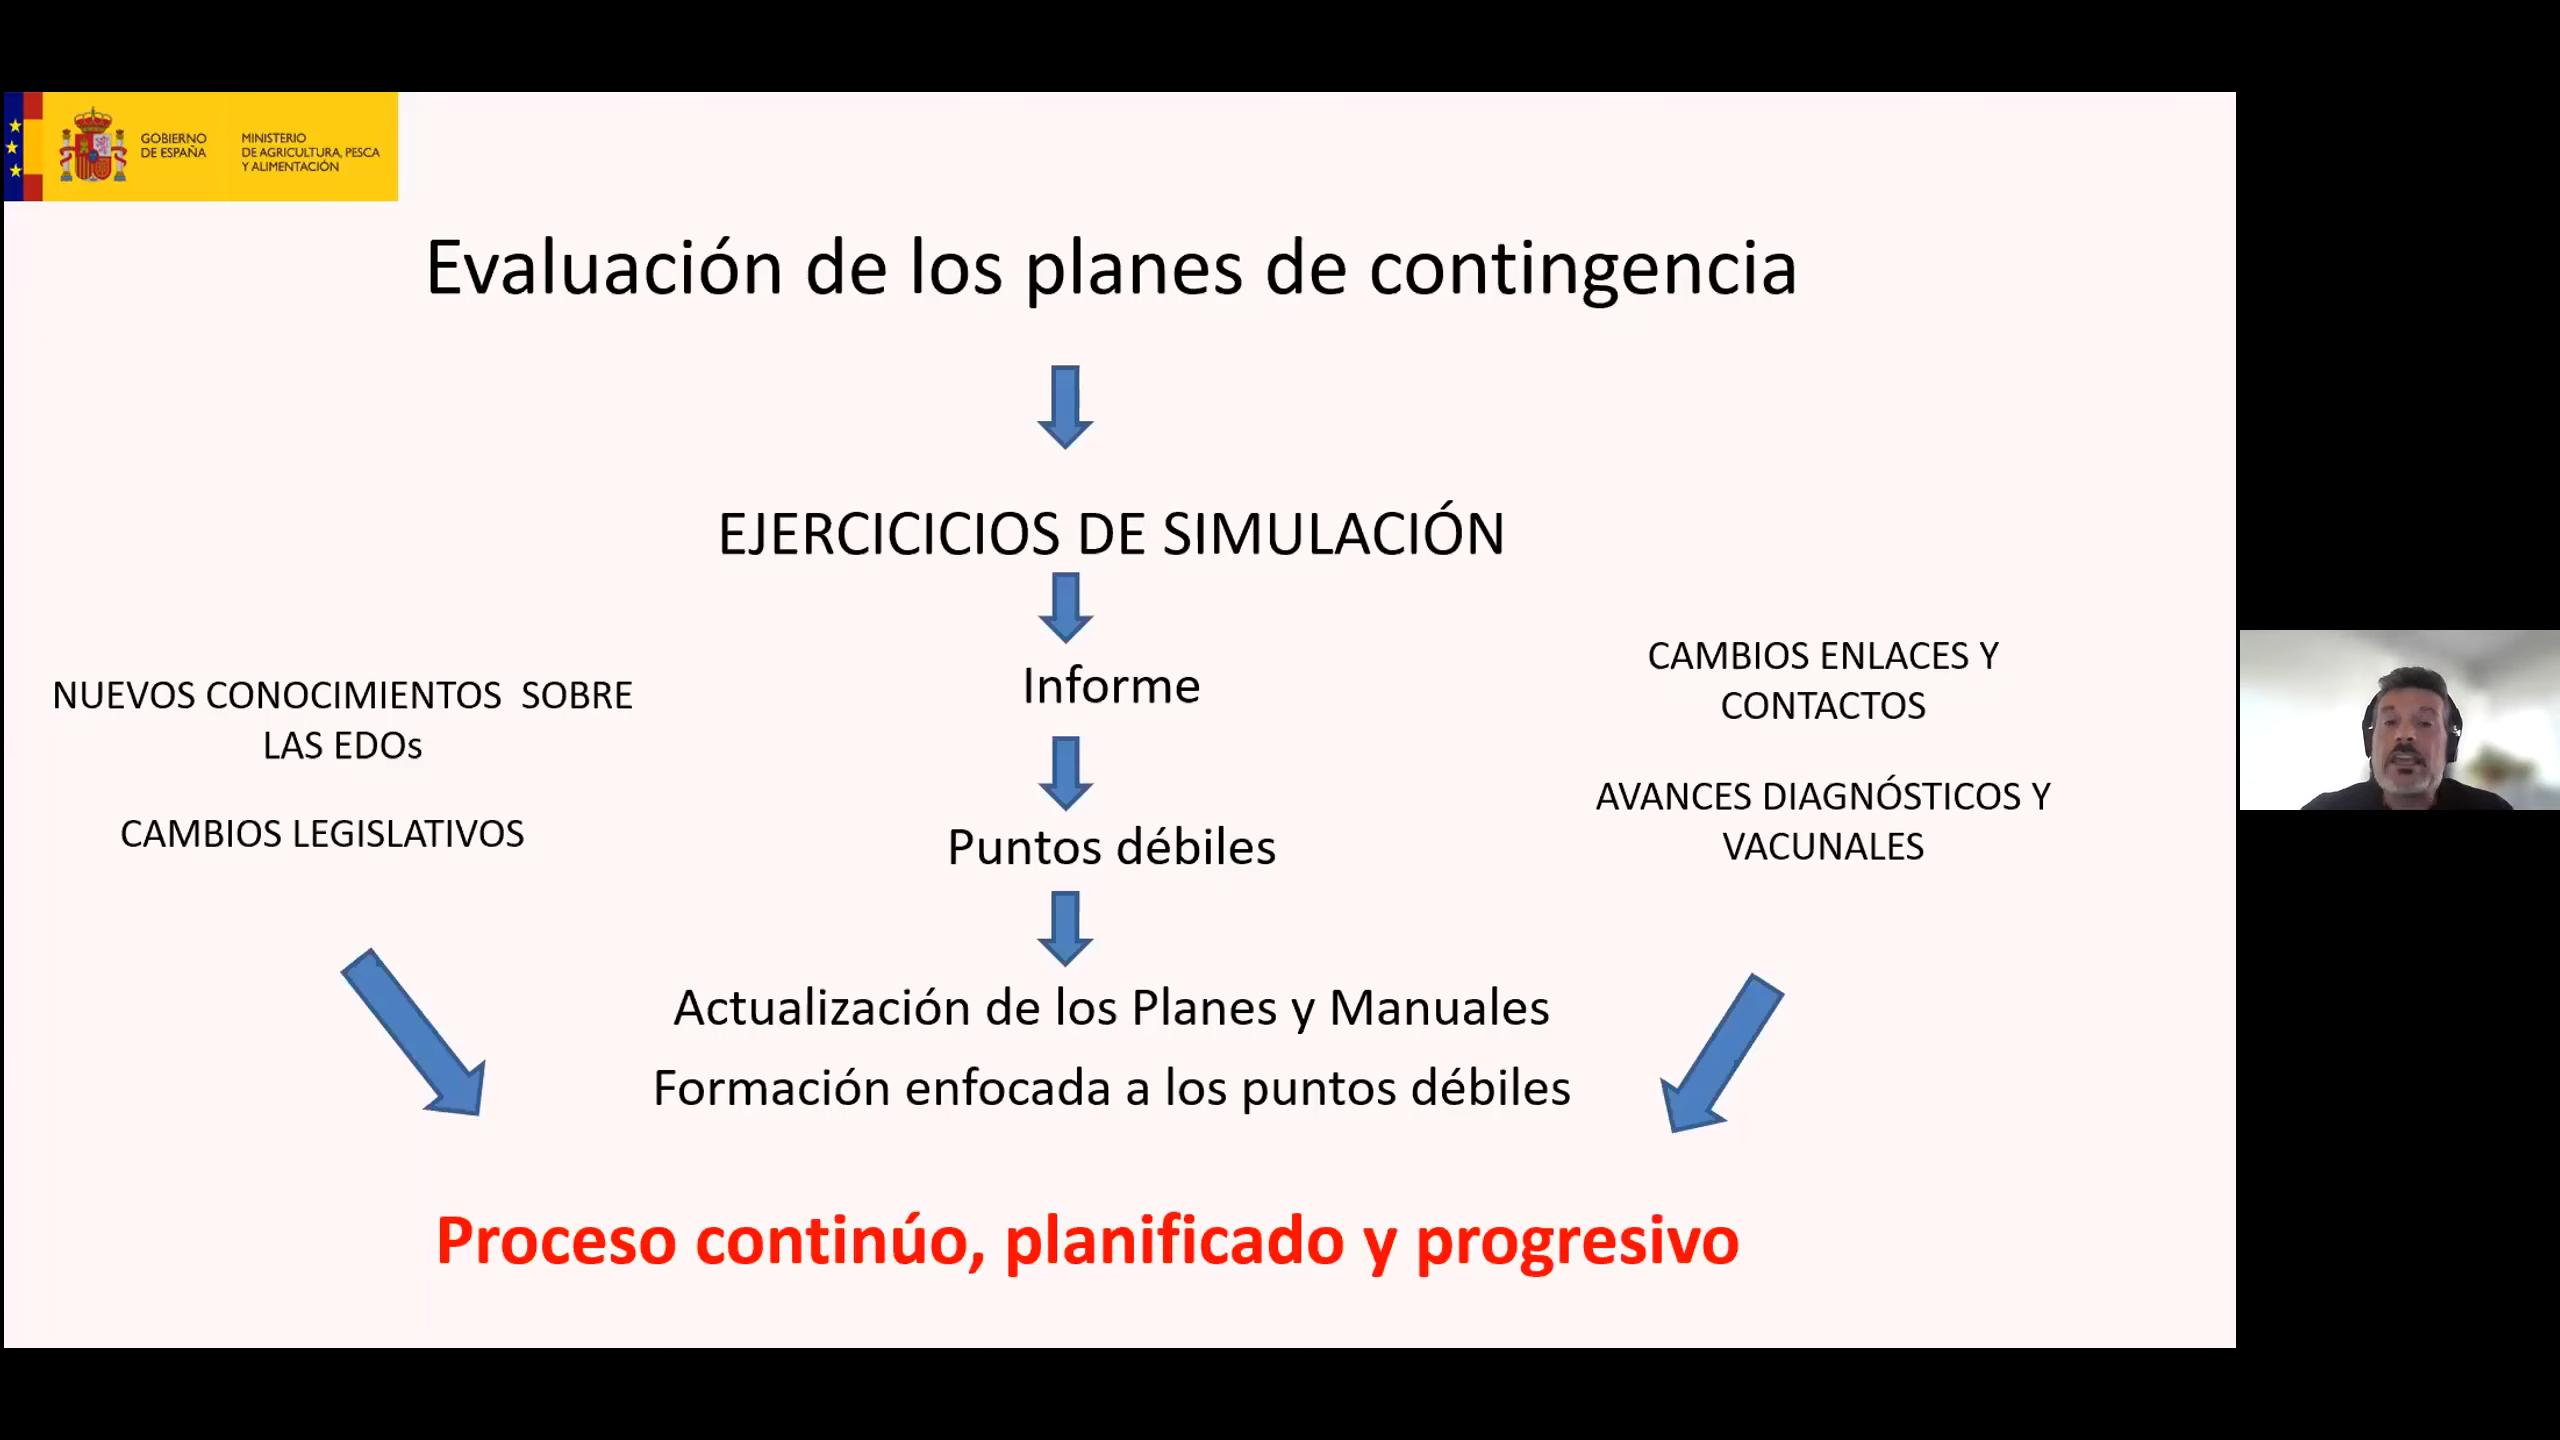 GOBIERNO
DE ESPAÑA
MINISTERIO
DE AGRICULTURA, PESCA
Y ALIMENTACIÓN
Evaluación de los planes de contingencia
EJERCICICIOS DE SIMULACIÓN
Informe
Puntos débiles
Actualización de los Planes y Manuales
Formación enfocada a los puntos débiles
NUEVOS CONOCIMIENTOS SOBRE
LAS EDOs
CAMBIOS LEGISLATIVOS
CAMBIOS ENLACES Y
CONTACTOS
AVANCES DIAGNÓSTICOS Y
VACUNALES
Proceso continúo, planificado y progresivo